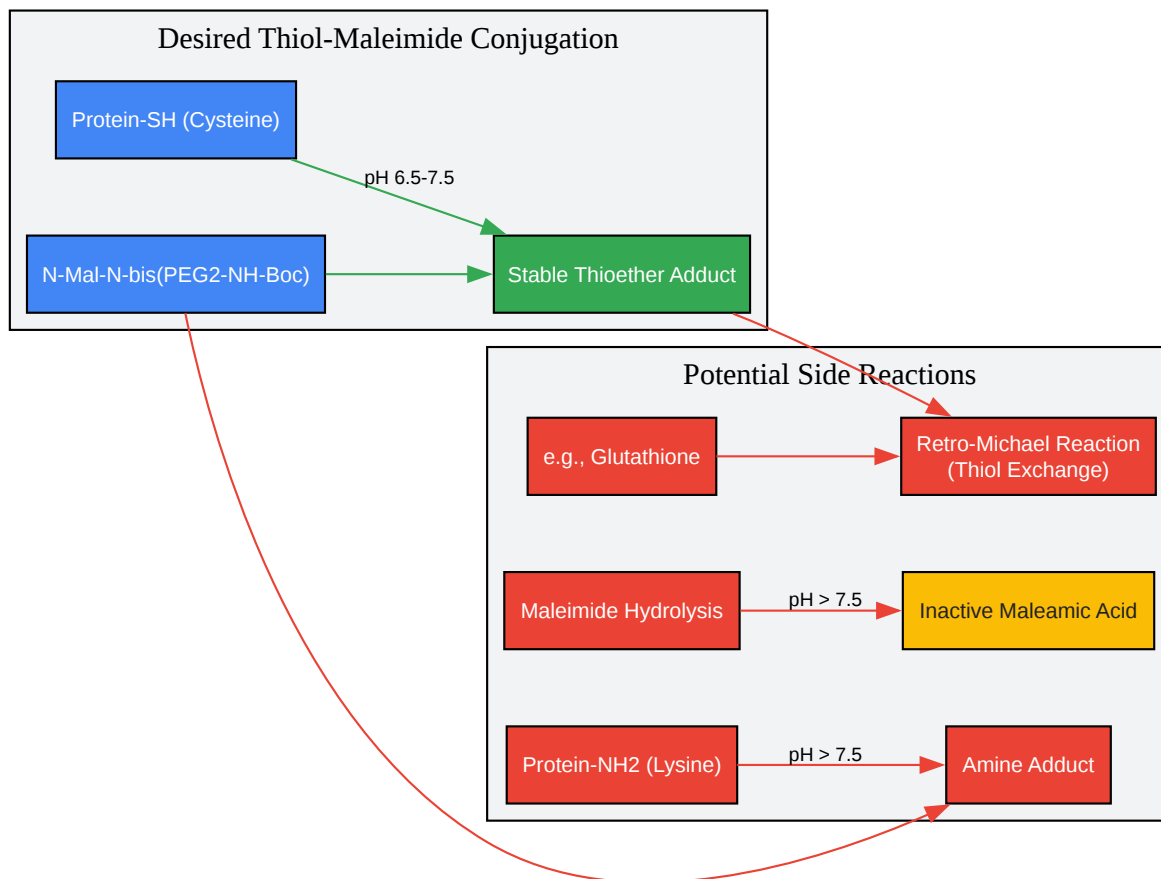 Desired Thiol-Maleimide Conjugation
Protein-SH (Cysteine)
pH 6.5-7.5
N-Mal-N-bis(PEG2-NH-Boc)
Stable Thioether Adduct
Potential Side Reactions
e.g., Glutathione
Retro-Michael Reaction
(Thiol Exchange)
Maleimide Hydrolysis
pH > 7.5
Inactive Maleamic Acid
Protein-NH2 (Lysine)
pH > 7.5
Amine Adduct